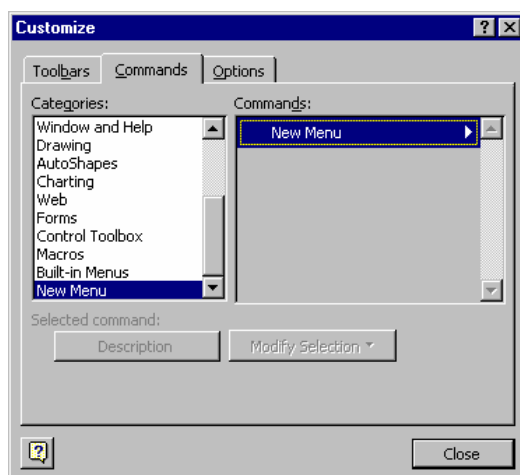 Customize
Toolbars Commands Options
Categories: Commands:
Window and Help
Drawing
AutoShapes
Charting
Web
Forms
Control Toolbox
Macros
Built-in Menus
New Menu
New Menu
Selected command:
Description Modify Selection
Close